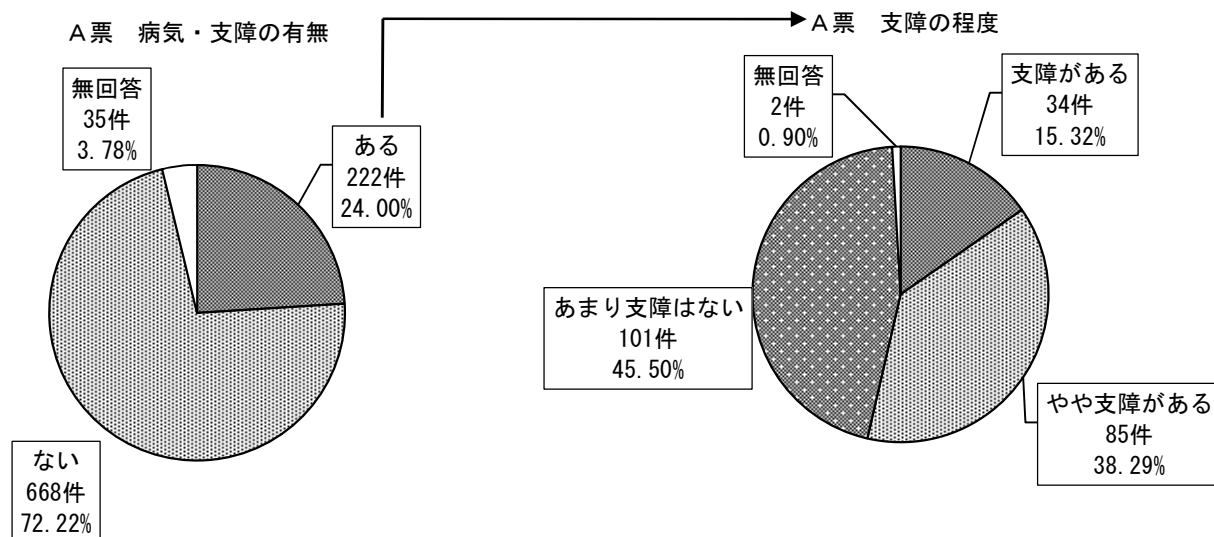 A票　病気・支障の有無
無回答
35件
3.78%
ある
222件
24.00%
ない
668件
72.22%
A票　支障の程度
無回答
2件
0.90%
支障がある
34件
15.32%
あまり支障はない
101件
45.50%
やや支障がある
85件
38.29%